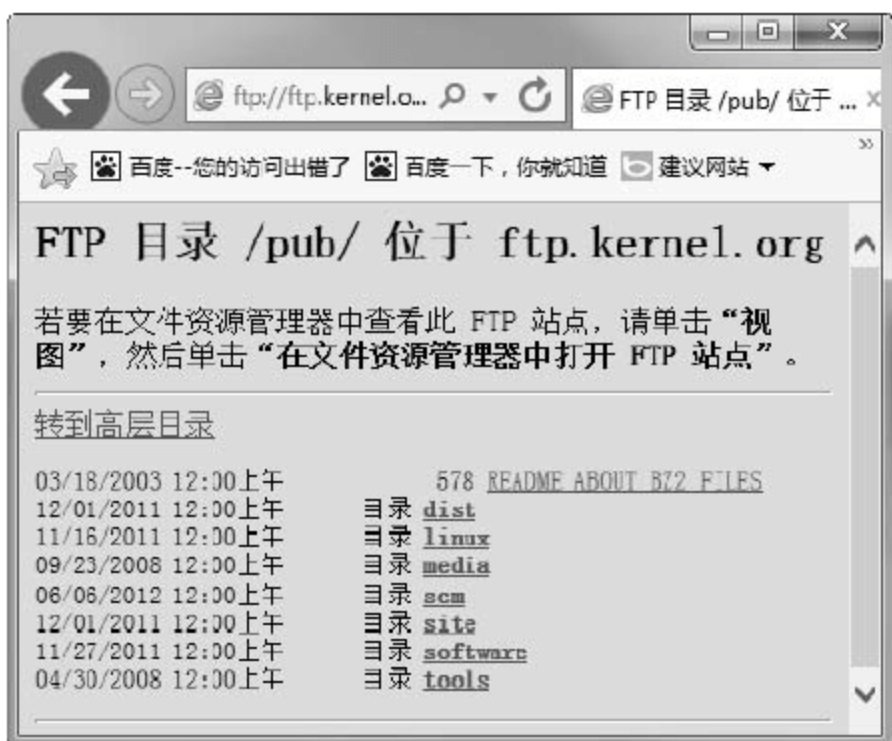 ftp://ftp.kernel.o...
FTP 目录 /pub/ 位于 ...
百度--您的访问出错了 百度一下，你就知道 建议网站
FTP 目录 /pub/ 位于 ftp.kernel.org
若要在文件资源管理器中查看此 FTP 站点，请单击“视
图”，然后单击“在文件资源管理器中打开 FTP 站点”。
转到高层目录
03/18/2003 12:00上午 578 README ABOUT BZ2 FILES
12/01/2011 12:00上午 目录 dist
11/16/2011 12:00上午 目录 linux
09/23/2008 12:00上午 目录 media
06/06/2012 12:00上午 目录 scm
12/01/2011 12:00上午 目录 site
11/27/2011 12:00上午 目录 software
04/30/2008 12:00上午 目录 tools